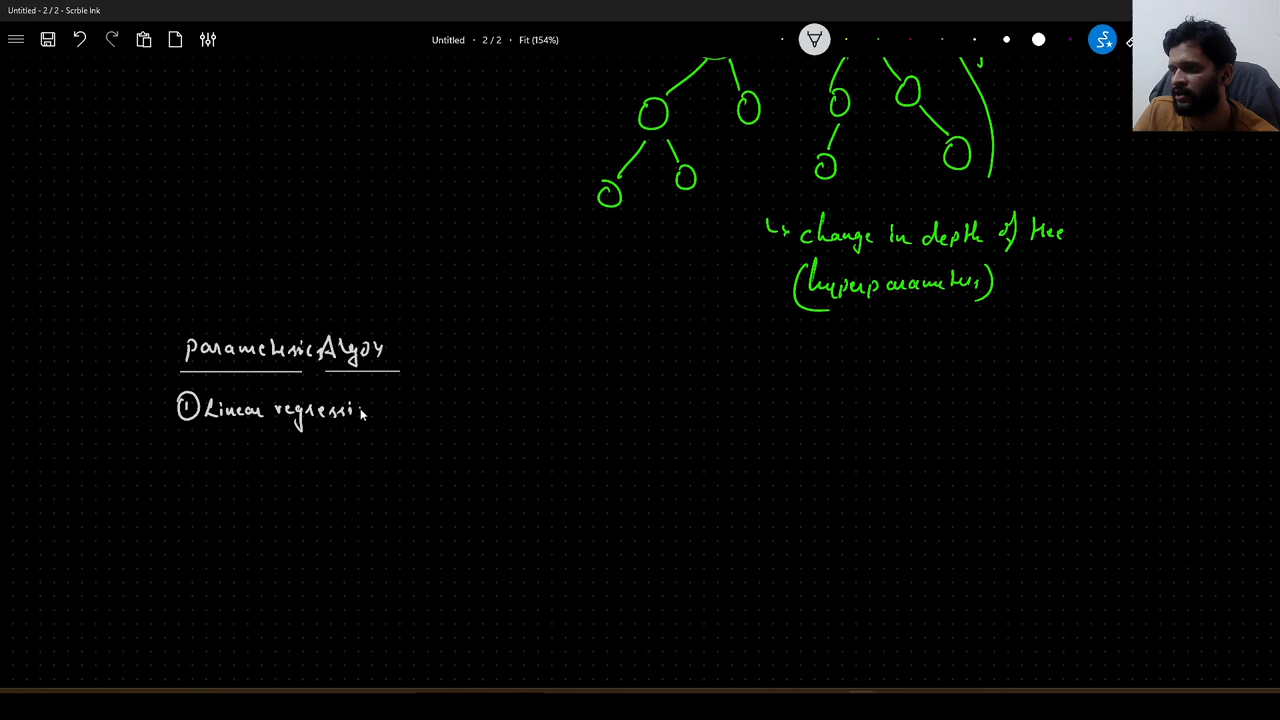 Untitled - 2 / 2 - Scrble Ink
Untitled · 2 / 2 · Fit (154%)
↳ change in depth of tree
(hyperparameters)
Parametric Algos
① Linear regressi